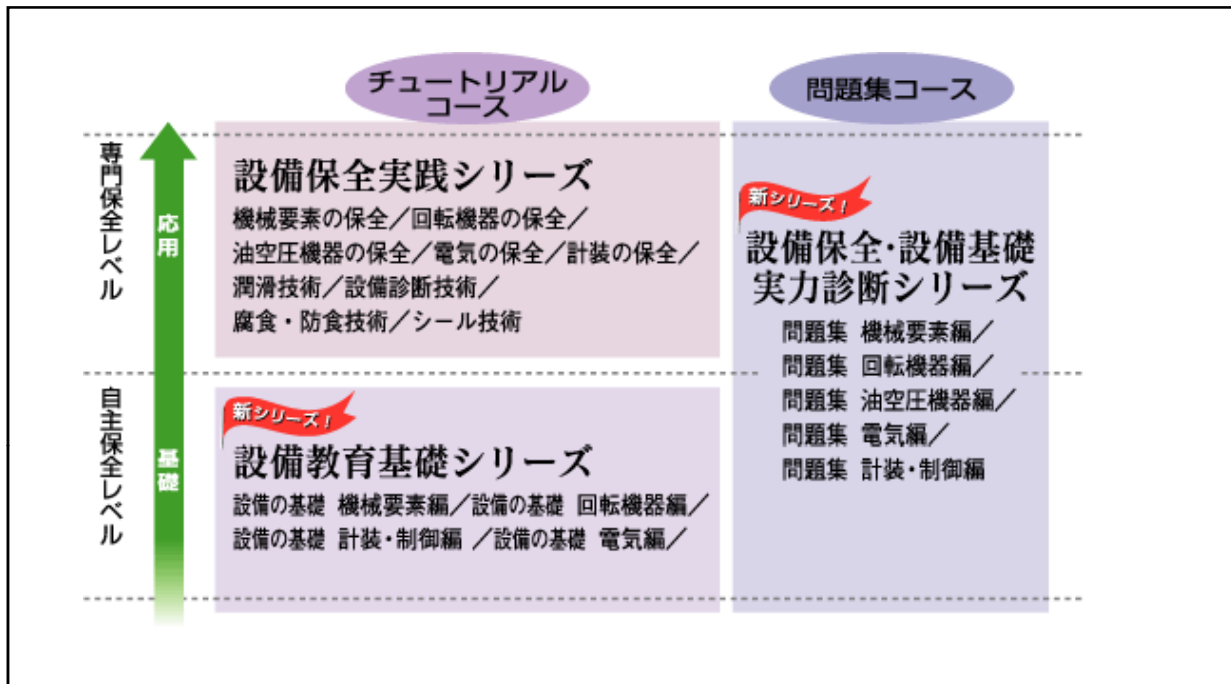 チュートリアル
コース
問題集コース
専門保全レベル
応用
設備保全実践シリーズ
機械要素の保全／回転機器の保全／
油空圧機器の保全／電気の保全／計装の保全／
潤滑技術／設備診断技術／
腐食・防食技術／シール技術
自主保全レベル
基礎
新シリーズ！
設備教育基礎シリーズ
設備の基礎 機械要素編／設備の基礎 回転機器編／
設備の基礎 計装・制御編 ／設備の基礎 電気編／
新シリーズ！
設備保全・設備基礎
実力診断シリーズ
問題集 機械要素編／
問題集 回転機器編／
問題集 油空圧機器編／
問題集 電気編／
問題集 計装・制御編